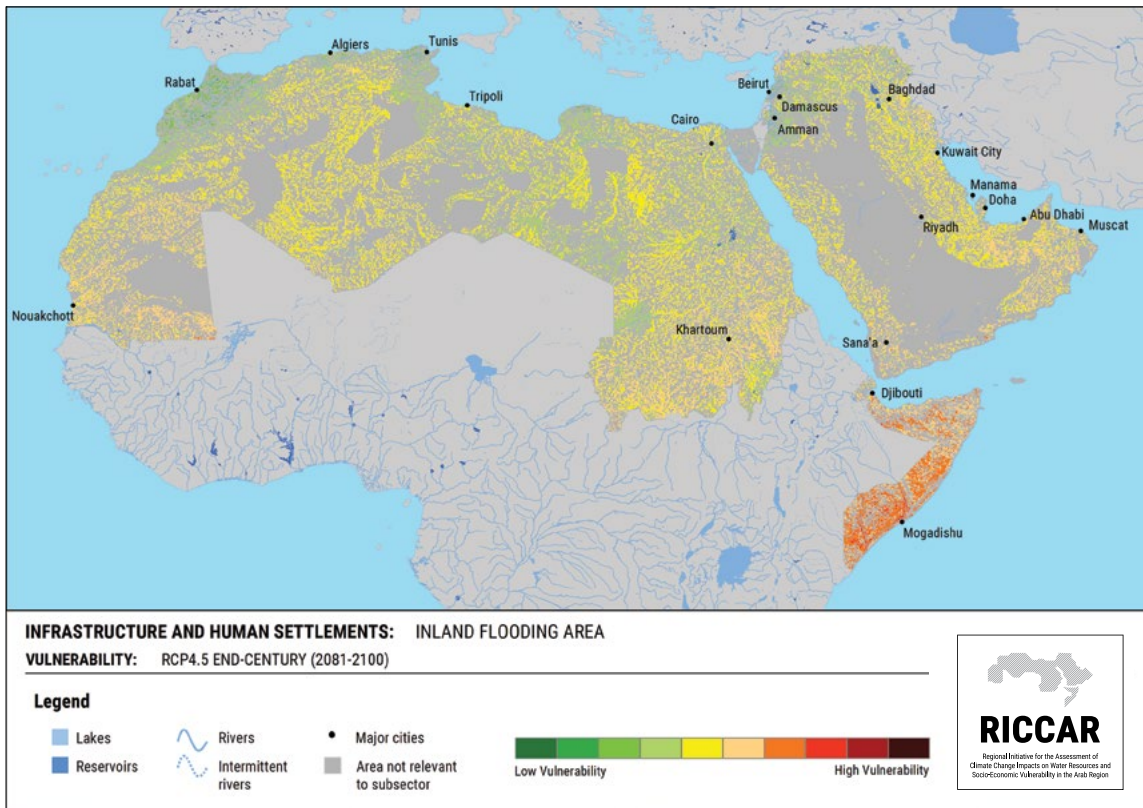 Algiers
Tunis
Rabat
Tripoli
Beirut
Damascus
Amman
Baghdad
Cairo
Kuwait City
Manama
Doha
Abu Dhabi
Riyadh
Muscat
Nouakchott
Khartoum
Sana'a
Djibouti
Mogadishu
INFRASTRUCTURE AND HUMAN SETTLEMENTS: INLAND FLOODING AREA
VULNERABILITY: RCP4.5 END-CENTURY (2081-2100)
Legend
Lakes
Reservoirs
Rivers
Intermittent
rivers
Major cities
Area not relevant
to subsector
Low Vulnerability
High Vulnerability
RICCAR
Regional Initiative for the Assessment of
Climate Change Impacts on Water Resources and
Socio-Economic Vulnerability in the Arab Region